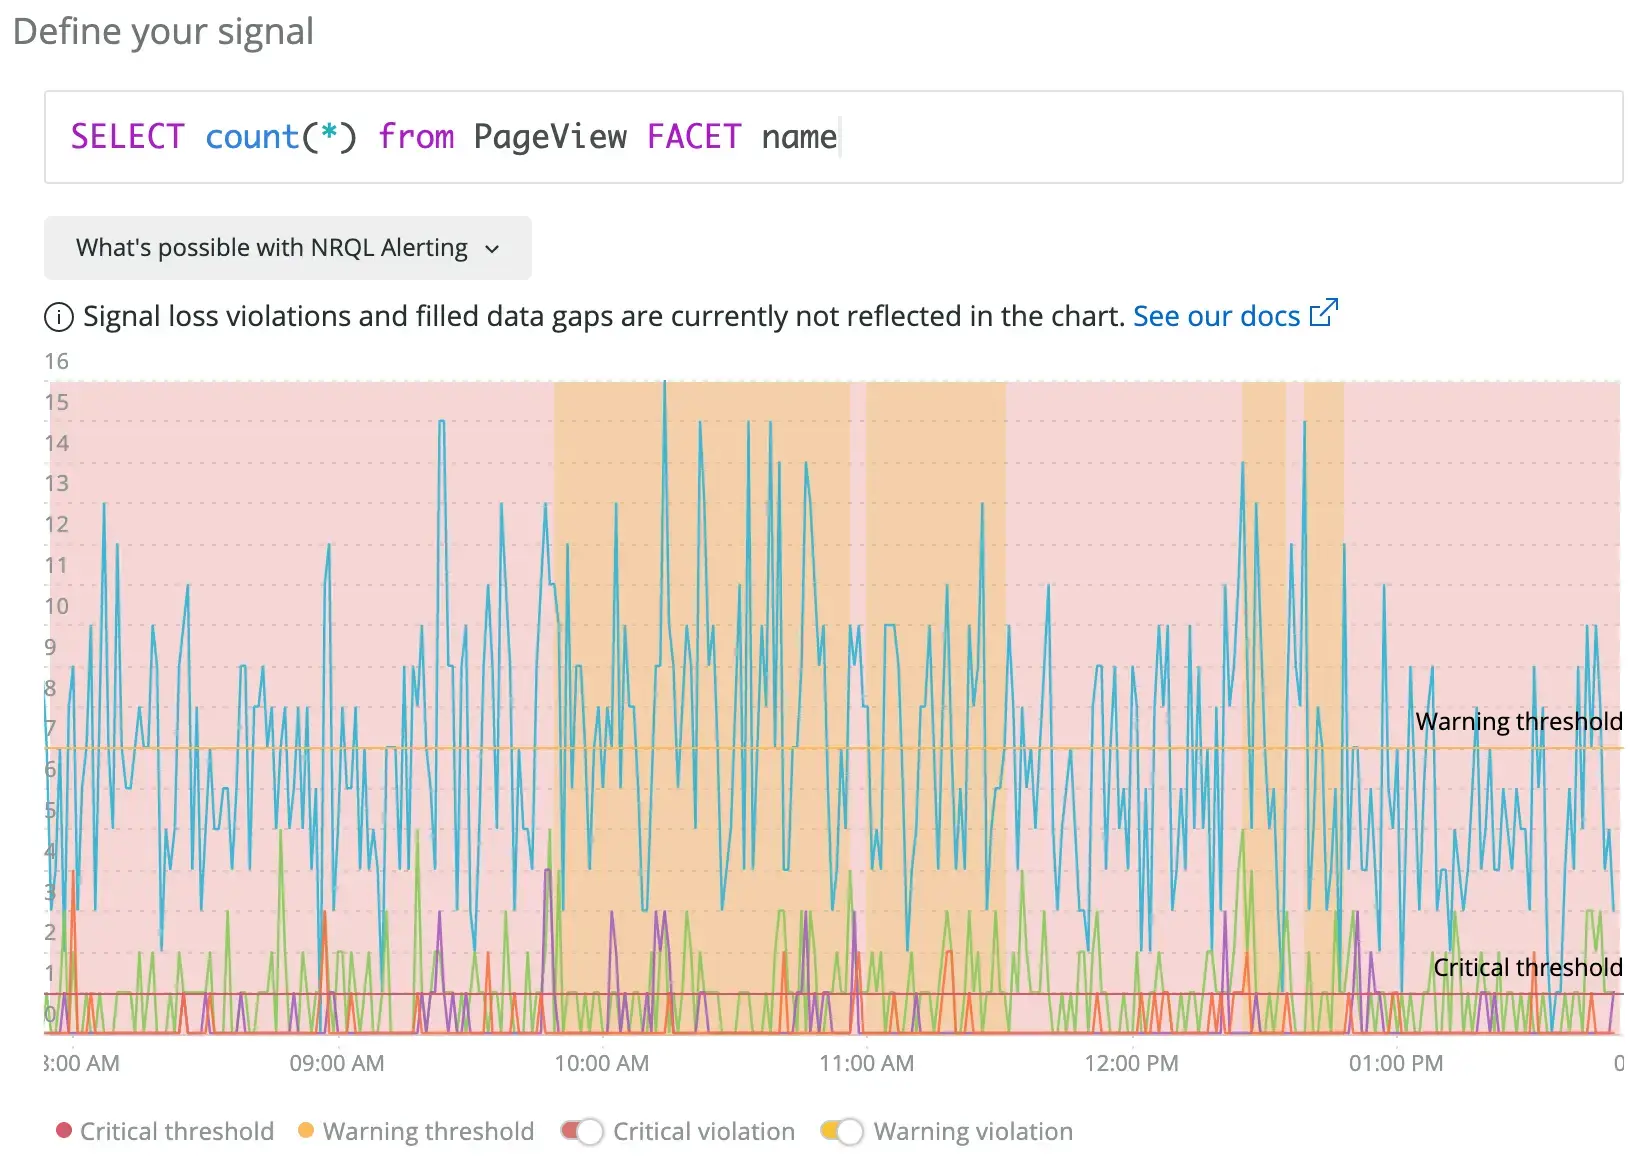 Define your signal
SELECT count(*) from PageView FACET name
What's possible with NRQL Alerting
Signal loss violations and filled data gaps are currently not reflected in the chart. See our docs
16
15
14
13
12
11
10
9
8
7
Warning threshold
6
5
4
3
2
1
Critical threshold
0
:00 AM 09:00 AM 10:00 AM 11:00 AM 12:00 PM 01:00 PM 0
Critical threshold Warning threshold Critical violation Warning violation